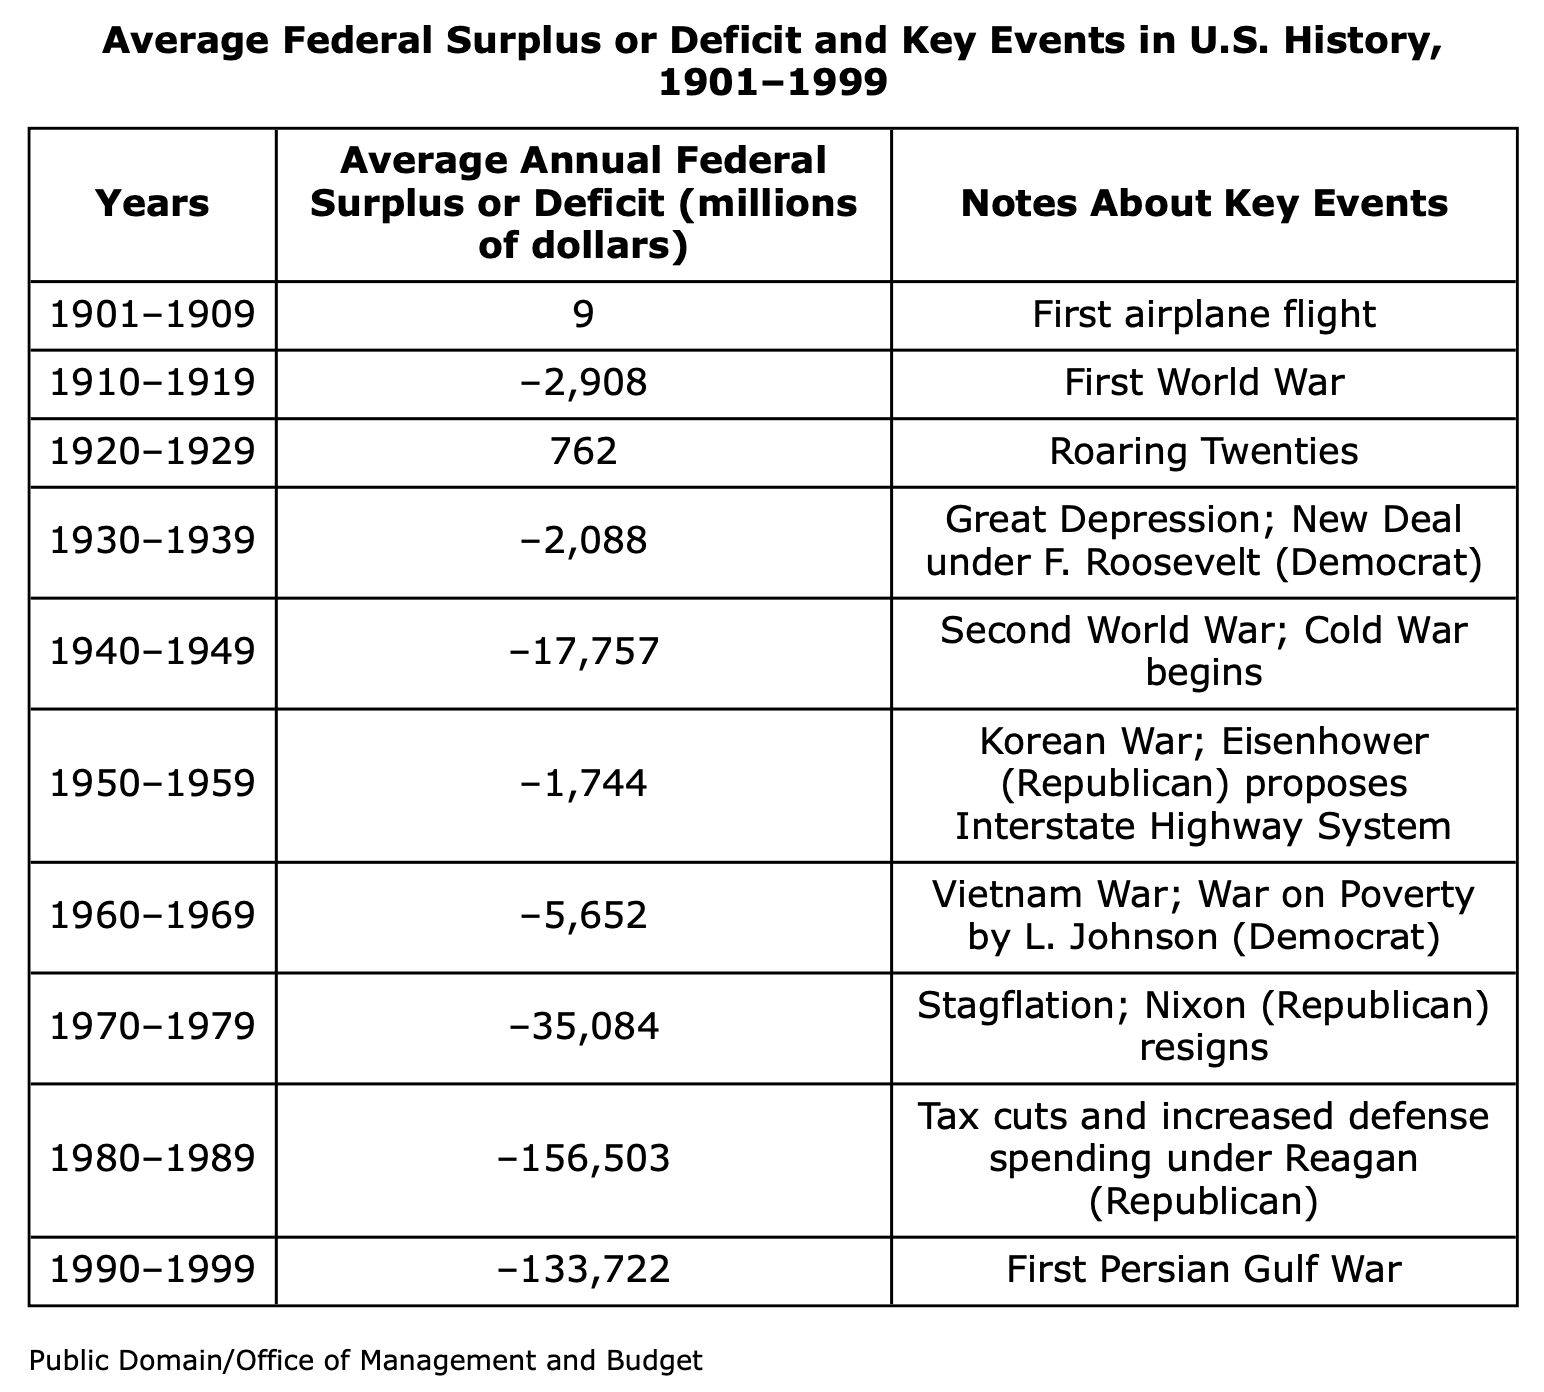 Average Federal Surplus or Deficit and Key Events in U.S. History,
1901–1999
Years
Average Annual Federal
Surplus or Deficit (millions
of dollars)
Notes About Key Events
1901–1909
9
First airplane flight
1910–1919
–2,908
First World War
1920–1929
762
Roaring Twenties
1930–1939
–2,088
Great Depression; New Deal
under F. Roosevelt (Democrat)
1940–1949
–17,757
Second World War; Cold War
begins
1950–1959
–1,744
Korean War; Eisenhower
(Republican) proposes
Interstate Highway System
1960–1969
–5,652
Vietnam War; War on Poverty
by L. Johnson (Democrat)
1970–1979
–35,084
Stagflation; Nixon (Republican)
resigns
1980–1989
–156,503
Tax cuts and increased defense
spending under Reagan
(Republican)
1990–1999
–133,722
First Persian Gulf War
Public Domain/Office of Management and Budget